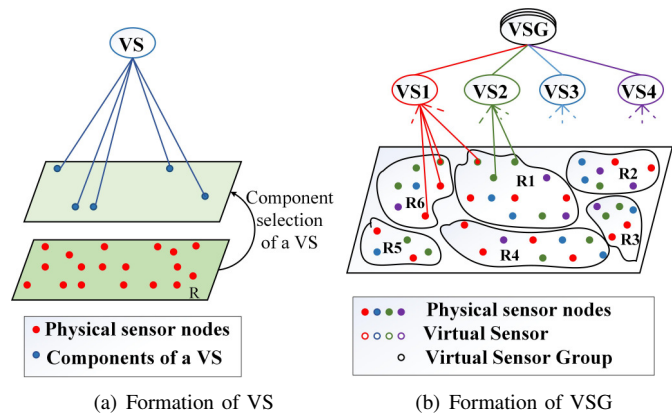 VS
Component
selection
of a VS
R
Physical sensor nodes
Components of a VS
(a) Formation of VS
VSG
VS1 VS2 VS3 VS4
R1
R2
R6
R3
R5
R4
Physical sensor nodes
Virtual Sensor
Virtual Sensor Group
(b) Formation of VSG